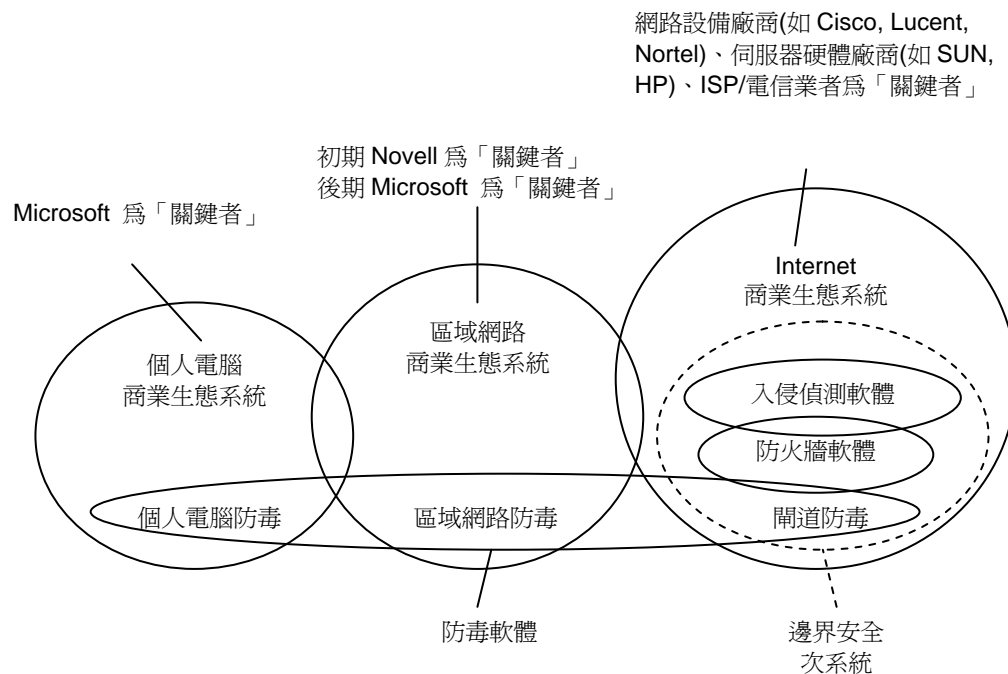 網路設備廠商(如 Cisco, Lucent,
Nortel)、伺服器硬體廠商(如 SUN,
HP)、ISP/電信業者為「關鍵者」
初期 Novell 為「關鍵者」
後期 Microsoft 為「關鍵者」
Microsoft 為「關鍵者」
Internet
商業生態系統
區域網路
商業生態系統
個人電腦
商業生態系統
入侵偵測軟體
防火牆軟體
個人電腦防毒
區域網路防毒
閘道防毒
防毒軟體
邊界安全
次系統